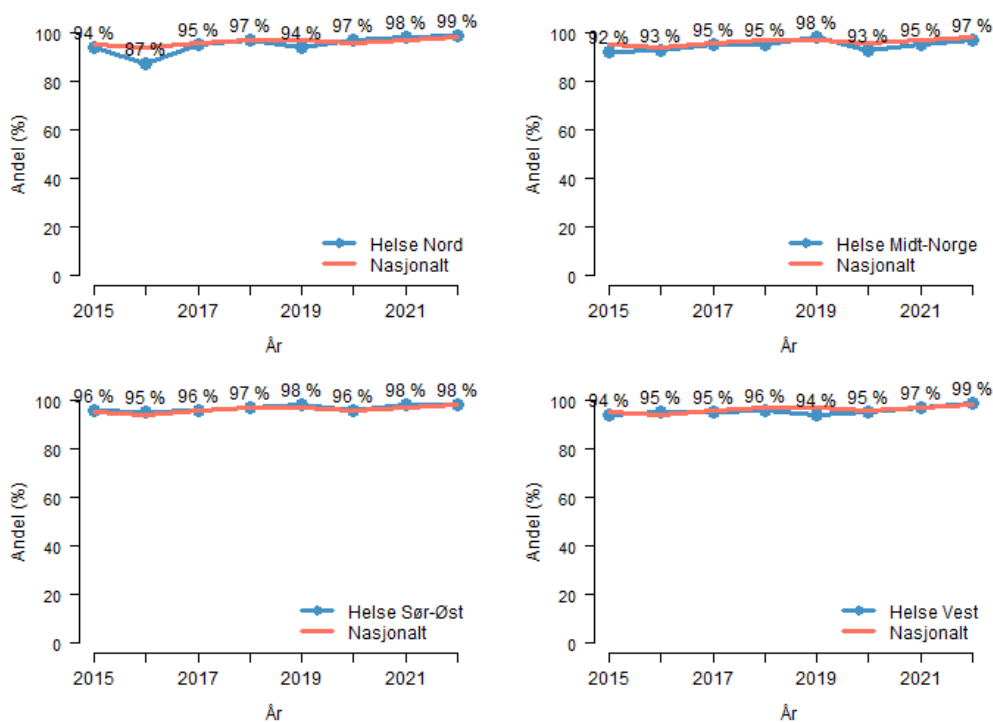 94 % 87 % 95 % 97 % 94 % 97 % 98 % 99 %
100
80
60
40
20
0
Andel (%)
Helse Nord
Nasjonalt
2015 2017 2019 2021
År
92 % 93 % 95 % 95 % 98 % 93 % 95 % 97 %
100
80
60
40
20
0
Andel (%)
Helse Midt-Norge
Nasjonalt
2015 2017 2019 2021
År
96 % 95 % 96 % 97 % 98 % 96 % 98 % 98 %
100
80
60
40
20
0
Andel (%)
Helse Sør-Øst
Nasjonalt
2015 2017 2019 2021
År
94 % 95 % 95 % 96 % 94 % 95 % 97 % 99 %
100
80
60
40
20
0
Andel (%)
Helse Vest
Nasjonalt
2015 2017 2019 2021
År